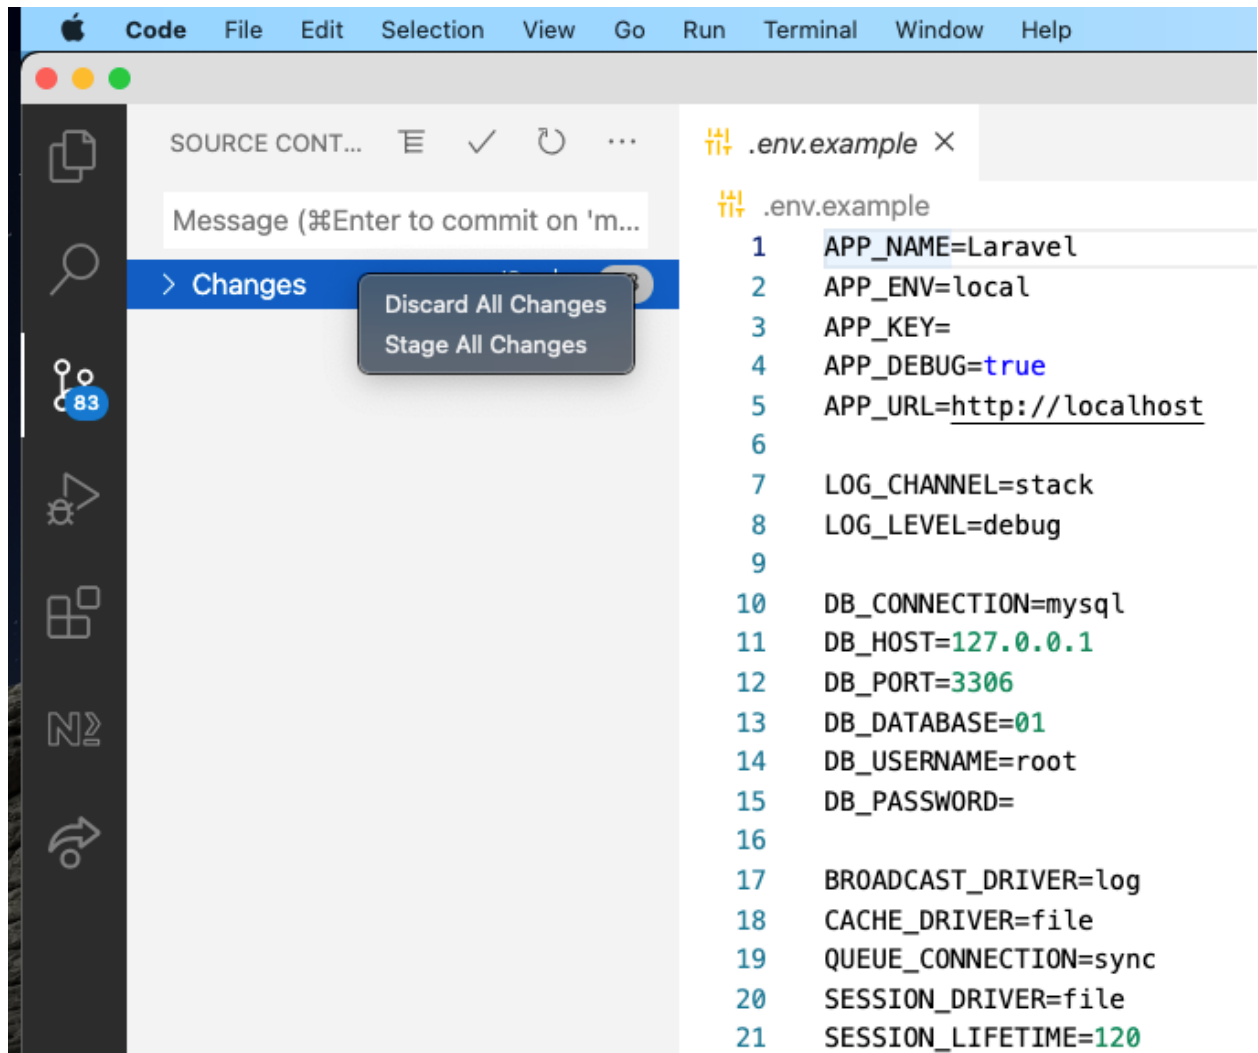 Code File Edit Selection View Go Run Terminal Window Help
SOURCE CONT...
Message (⌘Enter to commit on 'm...
Changes
Discard All Changes
Stage All Changes
83
.env.example
.env.example
1 APP_NAME=Laravel
2 APP_ENV=local
3 APP_KEY=
4 APP_DEBUG=true
5 APP_URL=http://localhost
6
7 LOG_CHANNEL=stack
8 LOG_LEVEL=debug
9
10 DB_CONNECTION=mysql
11 DB_HOST=127.0.0.1
12 DB_PORT=3306
13 DB_DATABASE=01
14 DB_USERNAME=root
15 DB_PASSWORD=
16
17 BROADCAST_DRIVER=log
18 CACHE_DRIVER=file
19 QUEUE_CONNECTION=sync
20 SESSION_DRIVER=file
21 SESSION_LIFETIME=120